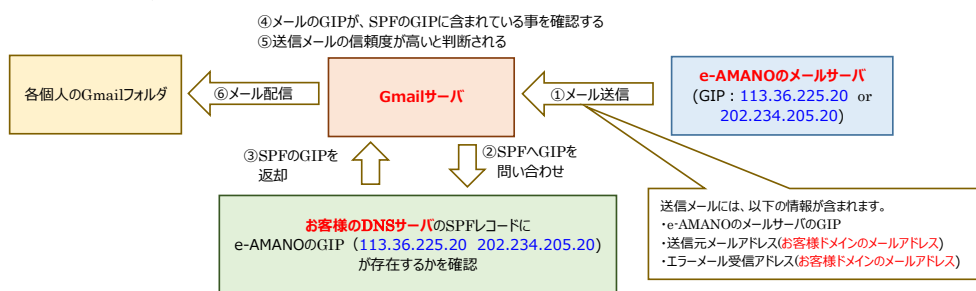 ④メールのGIPが、SPFのGIPに含まれている事を確認する
⑤送信メールの信頼度が高いと判断される
各個人のGmailフォルダ
⑥メール配信
Gmailサーバ
①メール送信
e-AMANOのメールサーバ
(GIP：113.36.225.20 or
202.234.205.20)
③SPFのGIPを
返却
②SPFへGIPを
問い合わせ
お客様のDNSサーバのSPFレコードに
e-AMANOのGIP（113.36.225.20 202.234.205.20）
が存在するかを確認
送信メールには、以下の情報が含まれます。
・e-AMANOのメールサーバのGIP
・送信元メールアドレス(お客様ドメインのメールアドレス)
・エラーメール受信アドレス(お客様ドメインのメールアドレス)